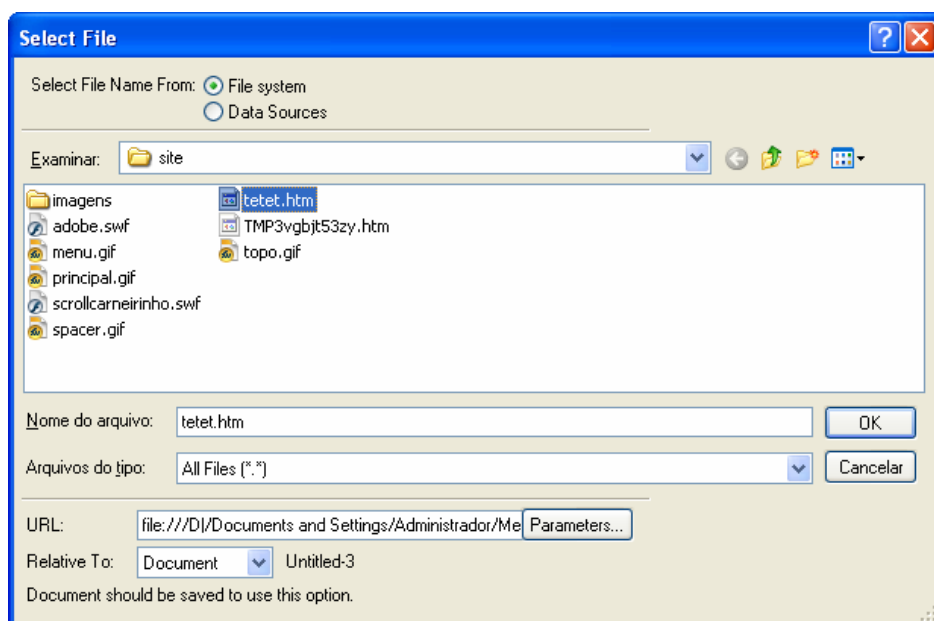 Select File
Select File Name From: File system
Data Sources
Examinar: site
imagens
adobe.swf
menu.gif
principal.gif
scrollcarneirinho.swf
spacer.gif
tetet.htm
TMP3vgbjt53zy.htm
topo.gif
Nome do arquivo: tetet.htm OK
Arquivos do tipo: All Files (*.*) Cancelar
URL: file:///D|/Documents and Settings/Administrador/Me Parameters...
Relative To: Document Untitled-3
Document should be saved to use this option.